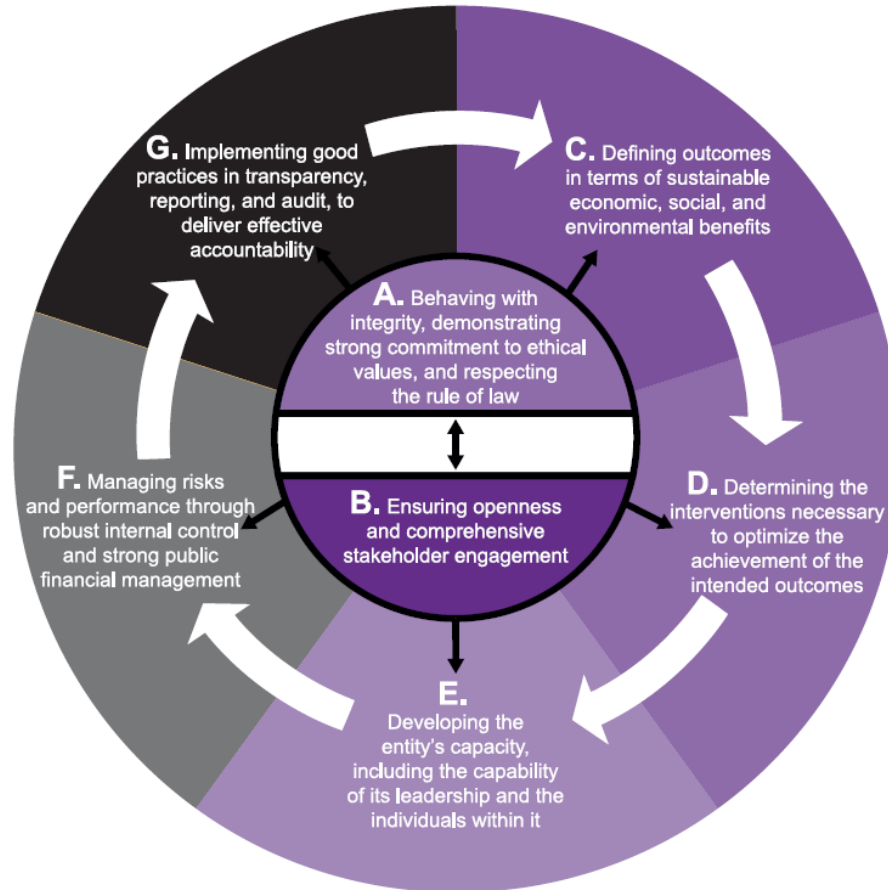 A. Behaving with
integrity, demonstrating
strong commitment to ethical
values, and respecting
the rule of law
B. Ensuring openness
and comprehensive
stakeholder engagement
C. Defining outcomes
in terms of sustainable
economic, social, and
environmental benefits
D. Determining the
interventions necessary
to optimize the
achievement of the
intended outcomes
E.
Developing the
entity's capacity,
including the capability
of its leadership and the
individuals within it
F. Managing risks
and performance through
robust internal control
and strong public
financial management
G. Implementing good
practices in transparency,
reporting, and audit, to
deliver effective
accountability